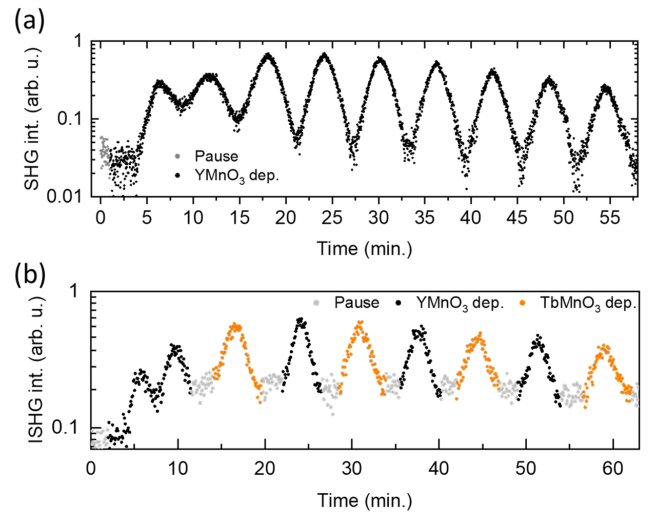 (a)
1
0.1
0.01
SHG int. (arb. u.)
Pause
YMnO₃ dep.
0 5 10 15 20 25 30 35 40 45 50 55
Time (min.)
(b)
1
0.1
ISHG int. (arb. u.)
Pause YMnO₃ dep. TbMnO₃ dep.
0 10 20 30 40 50 60
Time (min.)